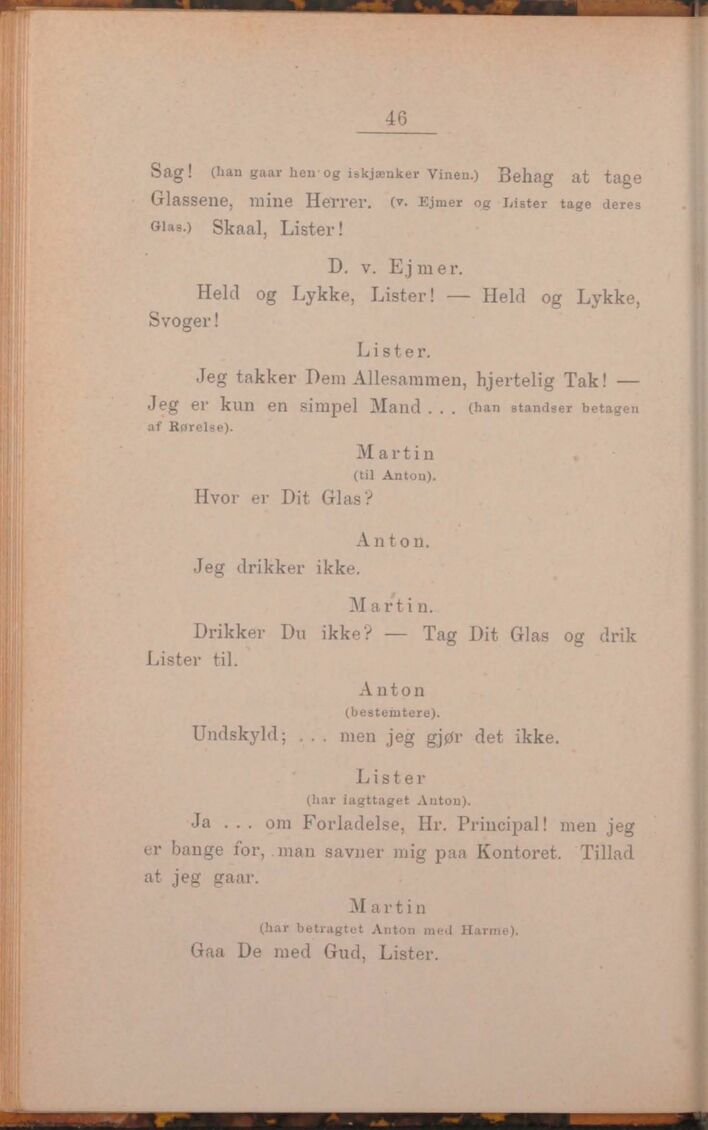 46
Sag! (han gaar hen og iskjænker Vinen.) Behag at tage
Glassene, mine Herrer. (v. Ejmer og Lister tage deres
Glas.) Skaal, Lister!
D. v. Ejmer.
Held og Lykke, Lister! — Held og Lykke,
Svoger!
Lister.
Jeg takker Dem Allesammen, hjertelig Tak! —
Jeg er kun en simpel Mand . . . (han standser betagen
af Rørelse).
Martin
(til Anton).
Hvor er Dit Glas?
Anton.
Jeg drikker ikke.
Martin.
Drikker Du ikke? — Tag Dit Glas og drik
Lister til.
Anton
(bestemtere).
Undskyld; . . . men jeg gjør det ikke.
Lister
(har iagttaget Anton).
Ja . . . om Forladelse, Hr. Principal! men jeg
er bange for, man savner mig paa Kontoret. Tillad
at jeg gaar.
Martin
(har betragtet Anton med Harme).
Gaa De med Gud, Lister.